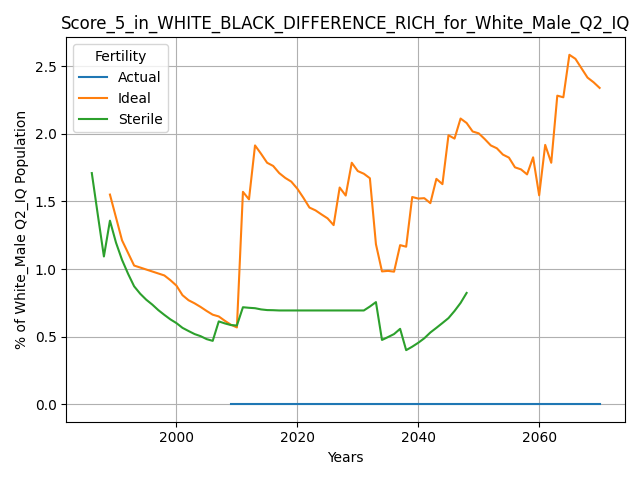 Score_5_in_WHITE_BLACK_DIFFERENCE_RICH_for_White_Male_Q2_IQ
Fertility
Actual
Ideal
Sterile
% of White_Male Q2_IQ Population
2.5
2.0
1.5
1.0
0.5
0.0
2000
2020
2040
2060
Years